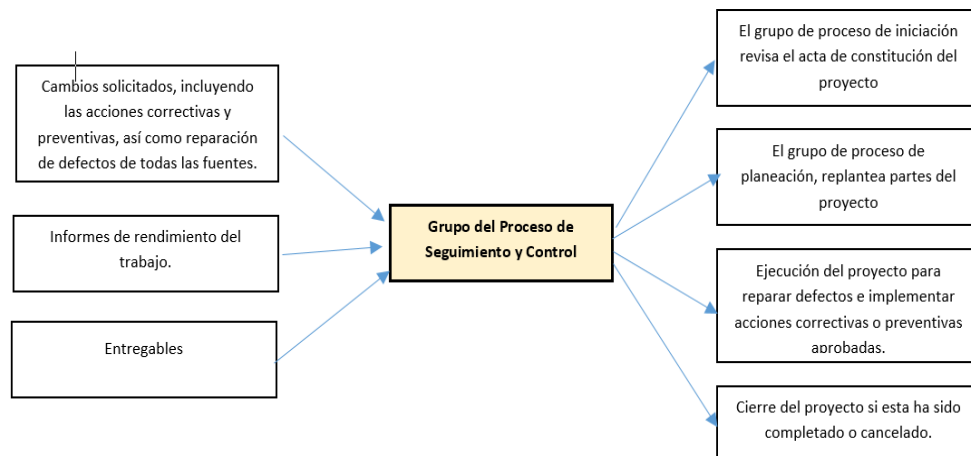 Cambios solicitados, incluyendo
las acciones correctivas y
preventivas, así como reparación
de defectos de todas las fuentes.
Informes de rendimiento del
trabajo.
Entregables
Grupo del Proceso de
Seguimiento y Control
El grupo de proceso de iniciación
revisa el acta de constitución del
proyecto
El grupo de proceso de
planeación, replantea partes del
proyecto
Ejecución del proyecto para
reparar defectos e implementar
acciones correctivas o preventivas
aprobadas.
Cierre del proyecto si esta ha sido
completado o cancelado.